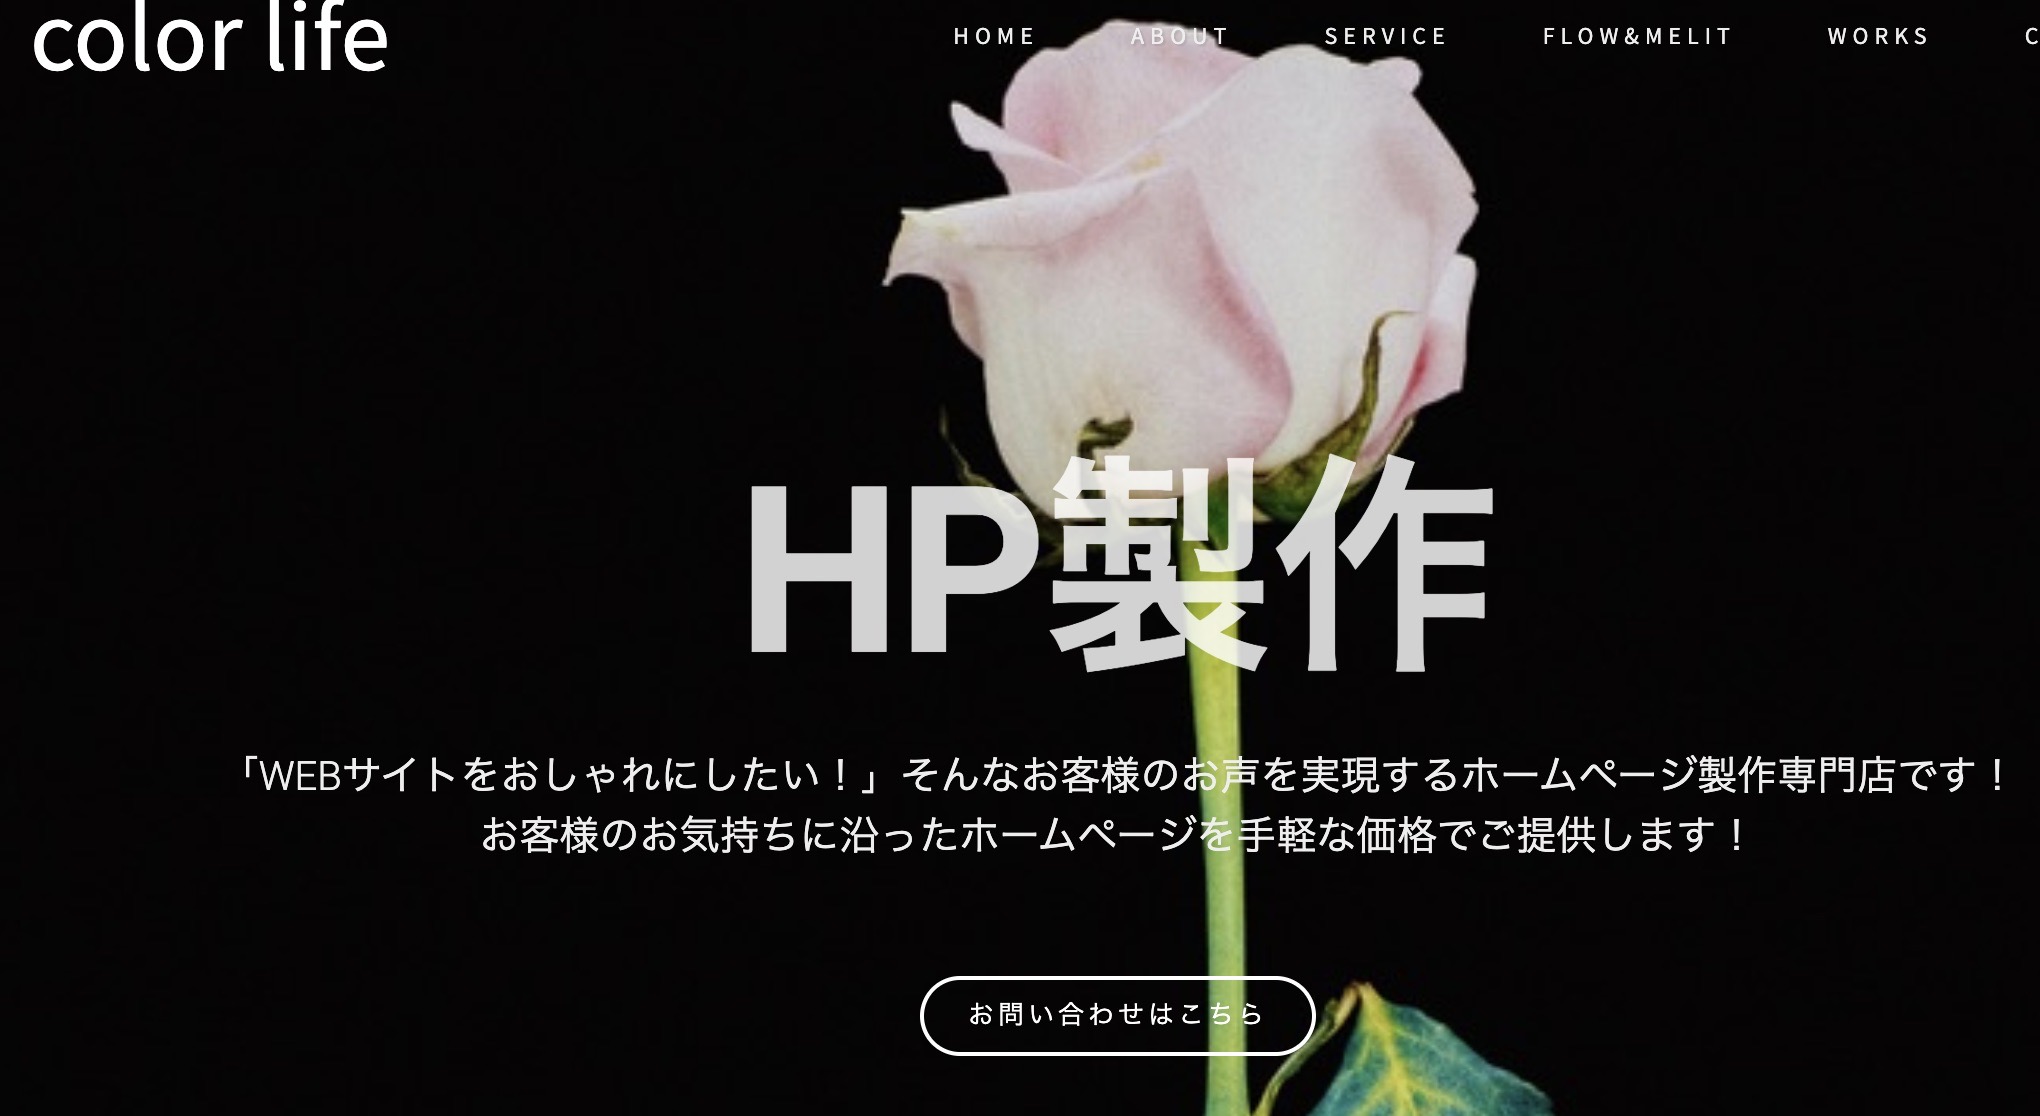 color life
HOME ABOUT SERVICE FLOW&MELIT WORKS
HP製作
「WEBサイトをおしゃれにしたい！」そんなお客様のお声を実現するホームページ製作専門店です！
お客様のお気持ちに沿ったホームページを手軽な価格でご提供します！
お問い合わせはこちら